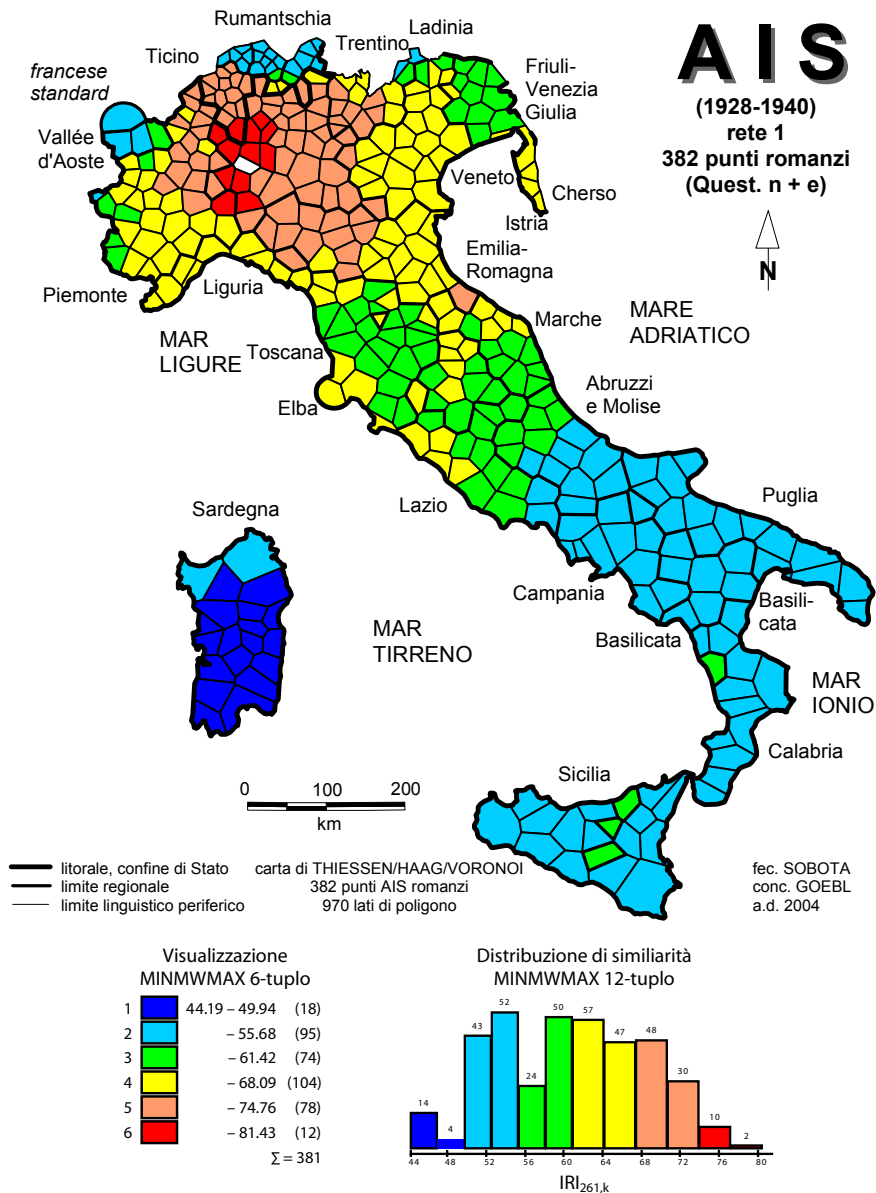 AIS
(1928-1940)
rete 1
382 punti romanzi
(Quest. n + e)
N
Rumantschia
Ladinia
Ticino
Trentino
francese
standard
Friuli-
Venezia
Giulia
Vallée
d'Aoste
Veneto
Cherso
Istria
Emilia-
Romagna
Piemonte
Liguria
Marche
MARE
ADRIATICO
MAR
LIGURE
Toscana
Elba
Abruzzi
e Molise
Lazio
Puglia
Sardegna
Campania
Basili-
cata
Basilicata
MAR
TIRRENO
MAR
IONIO
Calabria
Sicilia
0 100 200
km
litorale, confine di Stato
limite regionale
limite linguistico periferico
carta di THIESSEN/HAAG/VORONOI
382 punti AIS romanzi
970 lati di poligono
fec. SOBOTA
conc. GOEBL
a.d. 2004
Visualizzazione
MINMWMAX 6-tuplo
1 44.19 – 49.94 (18)
2 – 55.68 (95)
3 – 61.42 (74)
4 – 68.09 (104)
5 – 74.76 (78)
6 – 81.43 (12)
Σ = 381
Distribuzione di similiarità
MINMWMAX 12-tuplo
14 4 43 52 24 50 57 47 48 30 10 2
44 48 52 56 60 64 68 72 76 80
IRI261,k